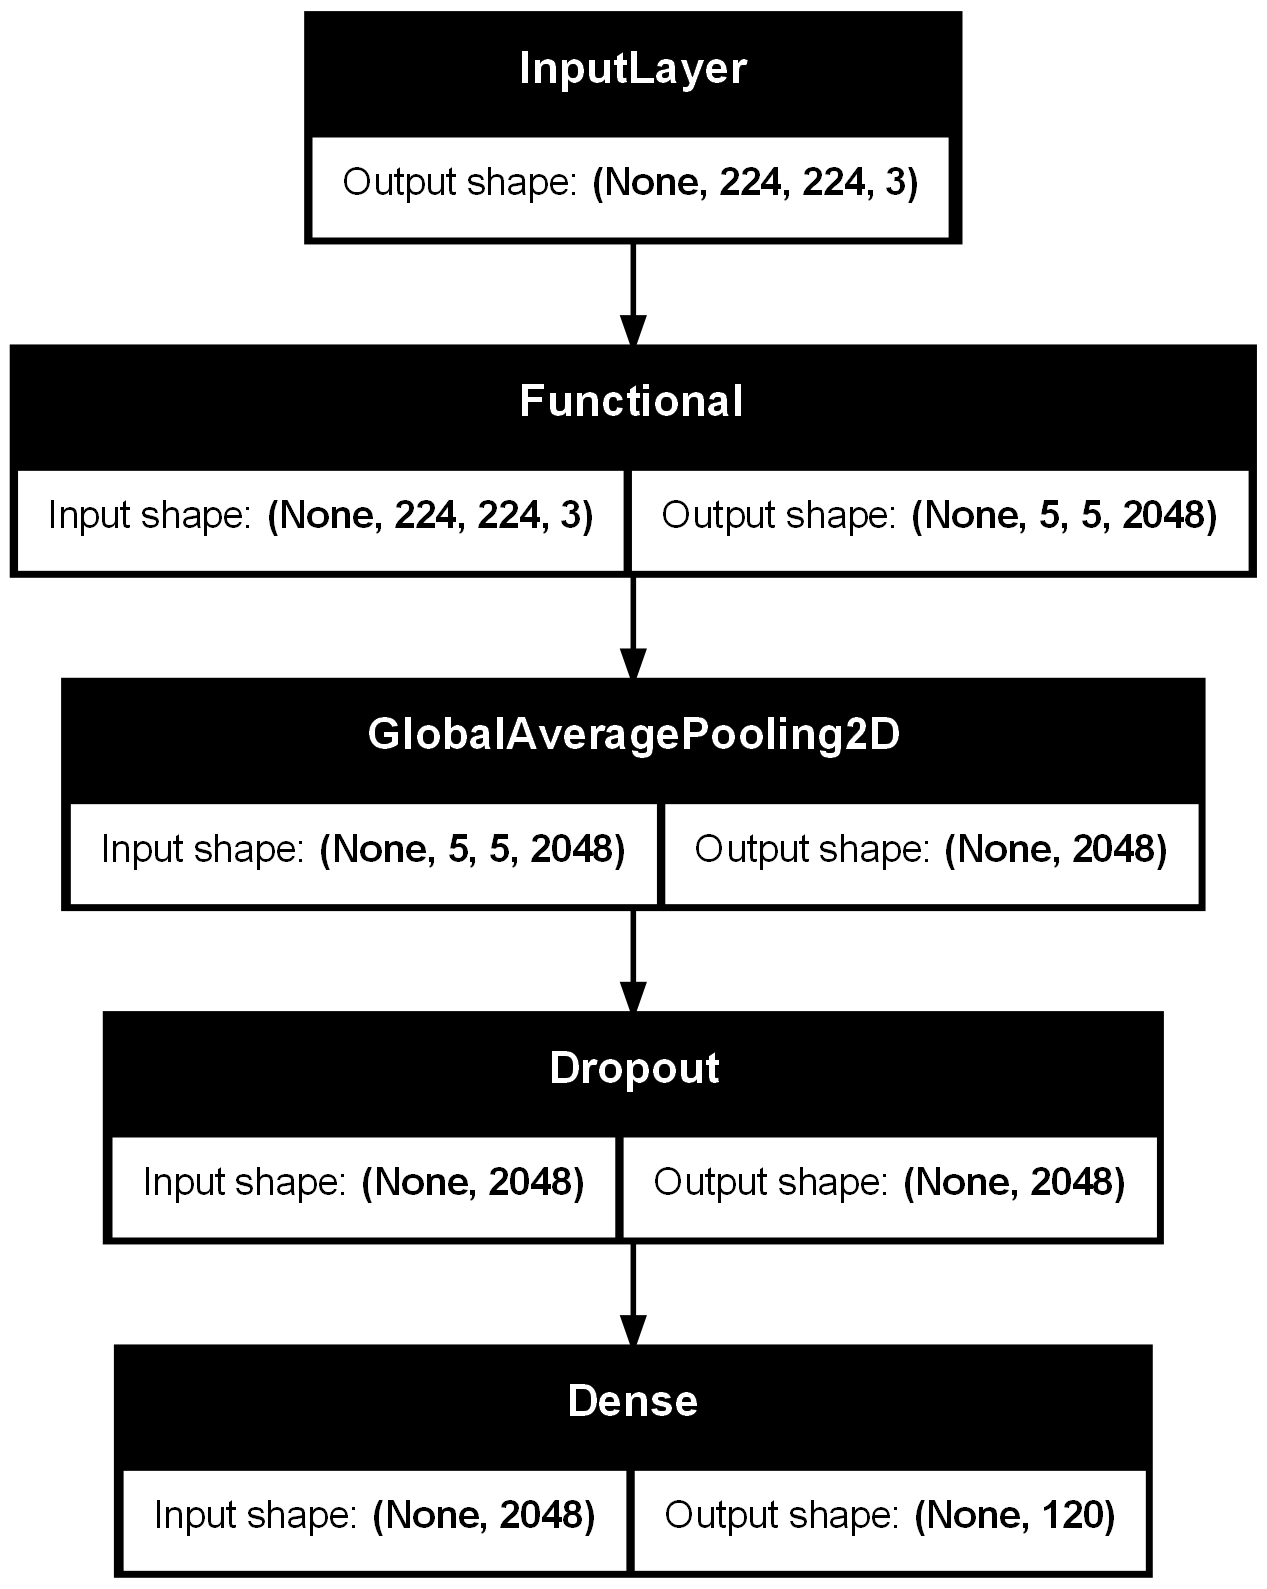 InputLayer
Output shape: (None, 224, 224, 3)
Functional
Input shape: (None, 224, 224, 3) Output shape: (None, 5, 5, 2048)
GlobalAveragePooling2D
Input shape: (None, 5, 5, 2048) Output shape: (None, 2048)
Dropout
Input shape: (None, 2048) Output shape: (None, 2048)
Dense
Input shape: (None, 2048) Output shape: (None, 120)